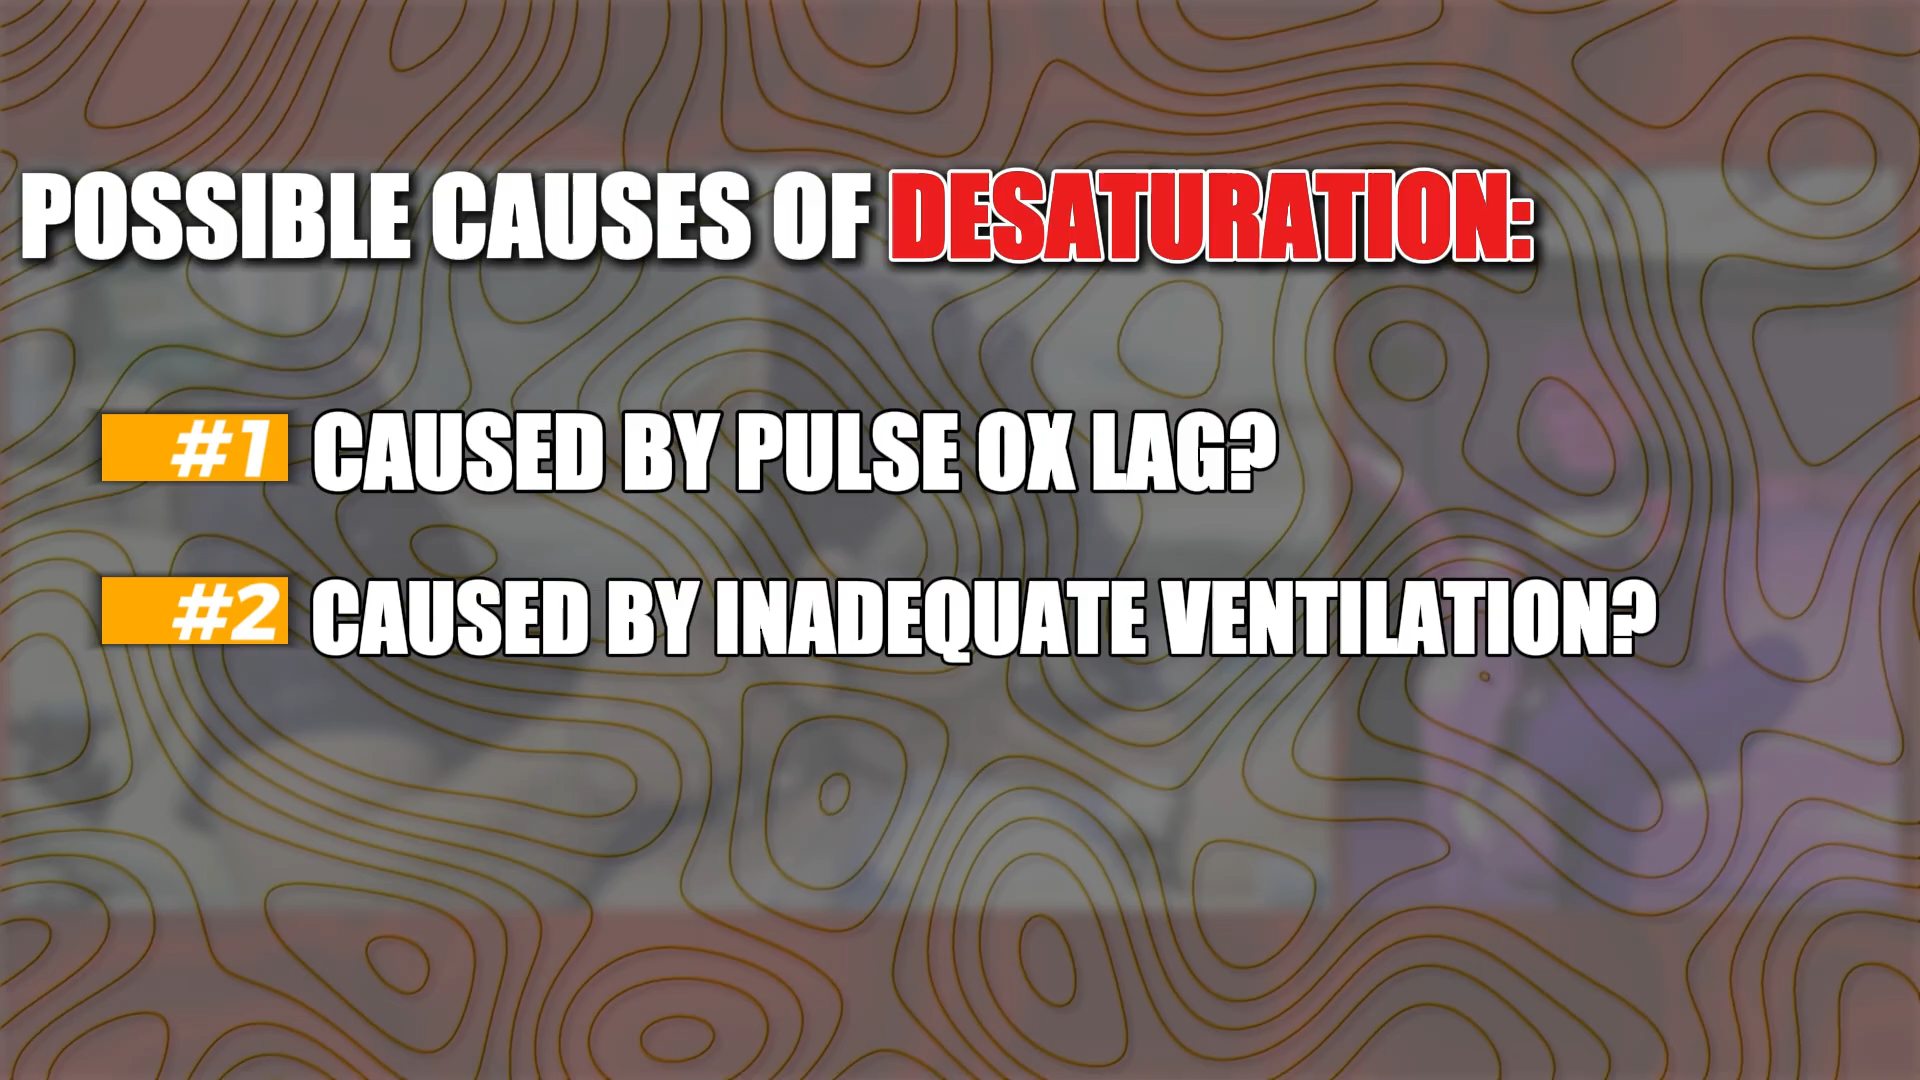 POSSIBLE CAUSES OF DESATURATION:
#1 CAUSED BY PULSE OX LAG?
#2 CAUSED BY INADEQUATE VENTILATION?